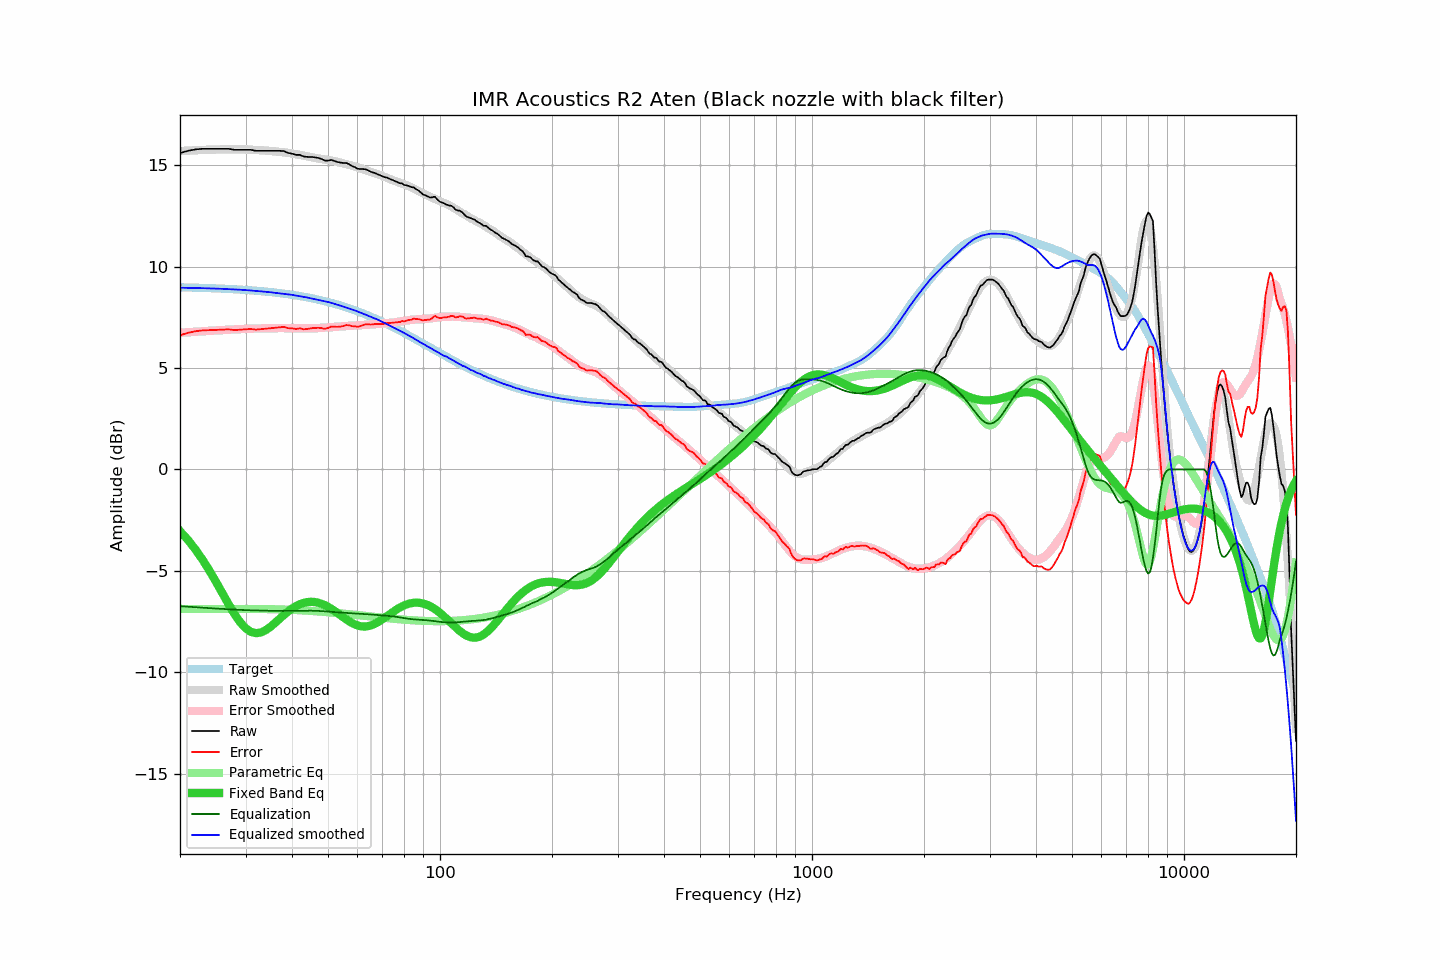 IMR Acoustics R2 Aten (Black nozzle with black filter)
Amplitude (dBr)
15
10
5
0
−5
−10
−15
Target
Raw Smoothed
Error Smoothed
Raw
Error
Parametric Eq
Fixed Band Eq
Equalization
Equalized smoothed
100
1000
10000
Frequency (Hz)